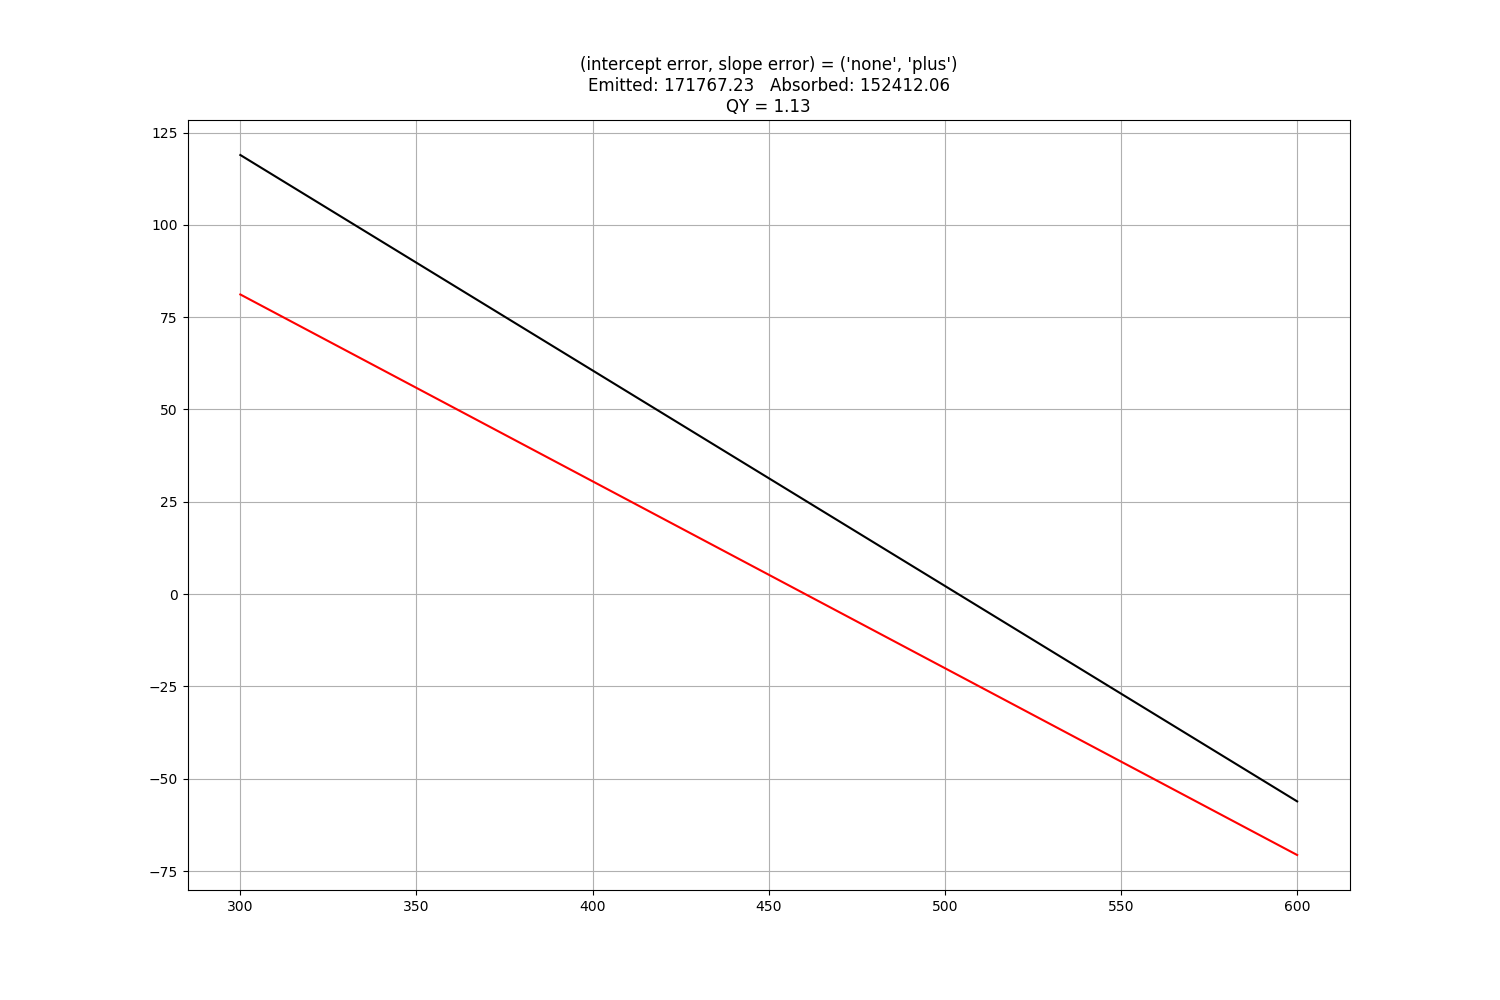 (intercept error, slope error) = ('none', 'plus')
Emitted: 171767.23   Absorbed: 152412.06
QY = 1.13
125
100
75
50
25
0
−25
−50
−75
300 350 400 450 500 550 600